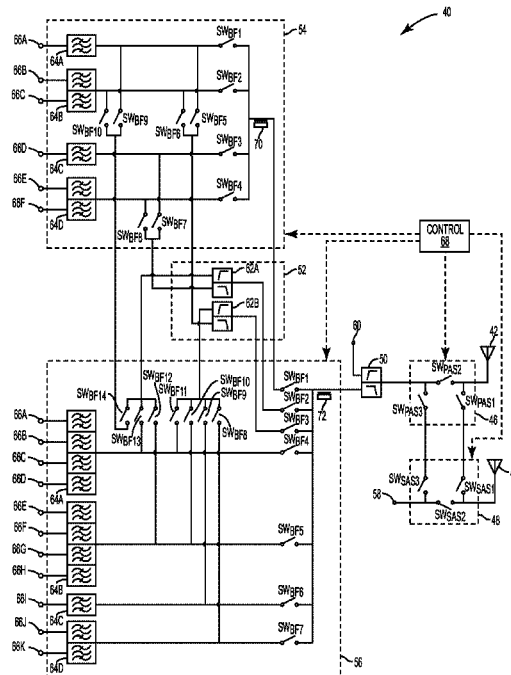 40
66A
64A
66B
66C
64B
66D
64C
66E
66F
64D
SWBF1
54
SWBF2
SWBF10
SWBF9
SWBF6
SWBF5
70
SWBF3
SWBF4
SWBF8
SWBF7
CONTROL
68
62A
52
62B
60
50
42
SWPAS2
SWPAS3
SWPAS1
46
SWBF1
SWBF2
72
SWBF3
SWBF4
SWSAS3
SWSAS1
58
SWSAS2
48
SWBF14
SWBF12
SWBF11
SWBF10
SWBF9
SWBF13
SWBF8
66A
66B
66C
66D
64A
66E
66F
66G
66H
64B
SWBF5
66I
64C
SWBF6
66J
SWBF7
66K
64D
56